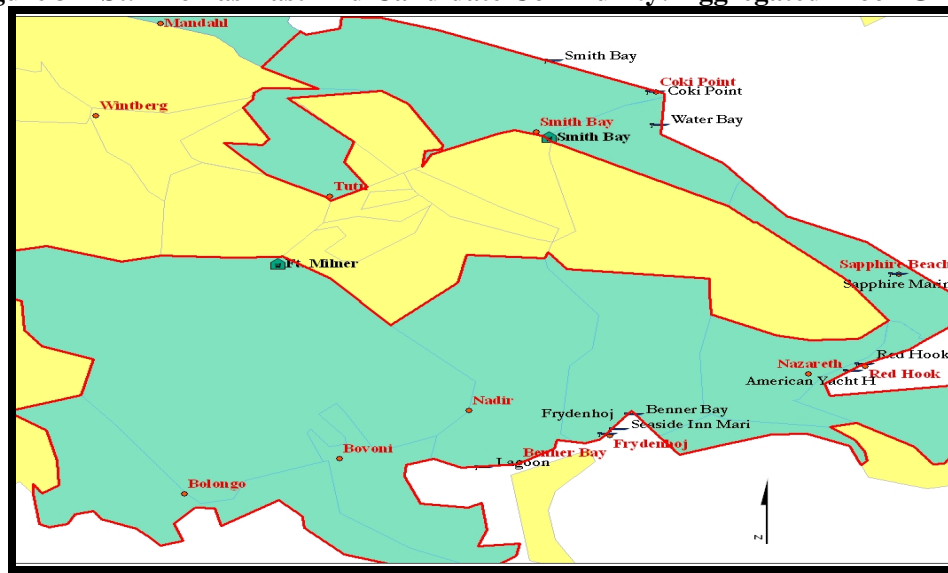 Mandahl
Smith Bay
Coki Point
Coki Point
Wintberg
Water Bay
Smith Bay
Smith Bay
Tutu
Ft. Milner
Sapphire Beach
Sapphire Marin
Red Hook
Nazareth
Red Hook
American Yacht H
Nadir
Frydenhoj
Benner Bay
Seaside Inn Mari
Frydenhoj
Bovoni
Benner Bay
Lagoon
Bolongo
N